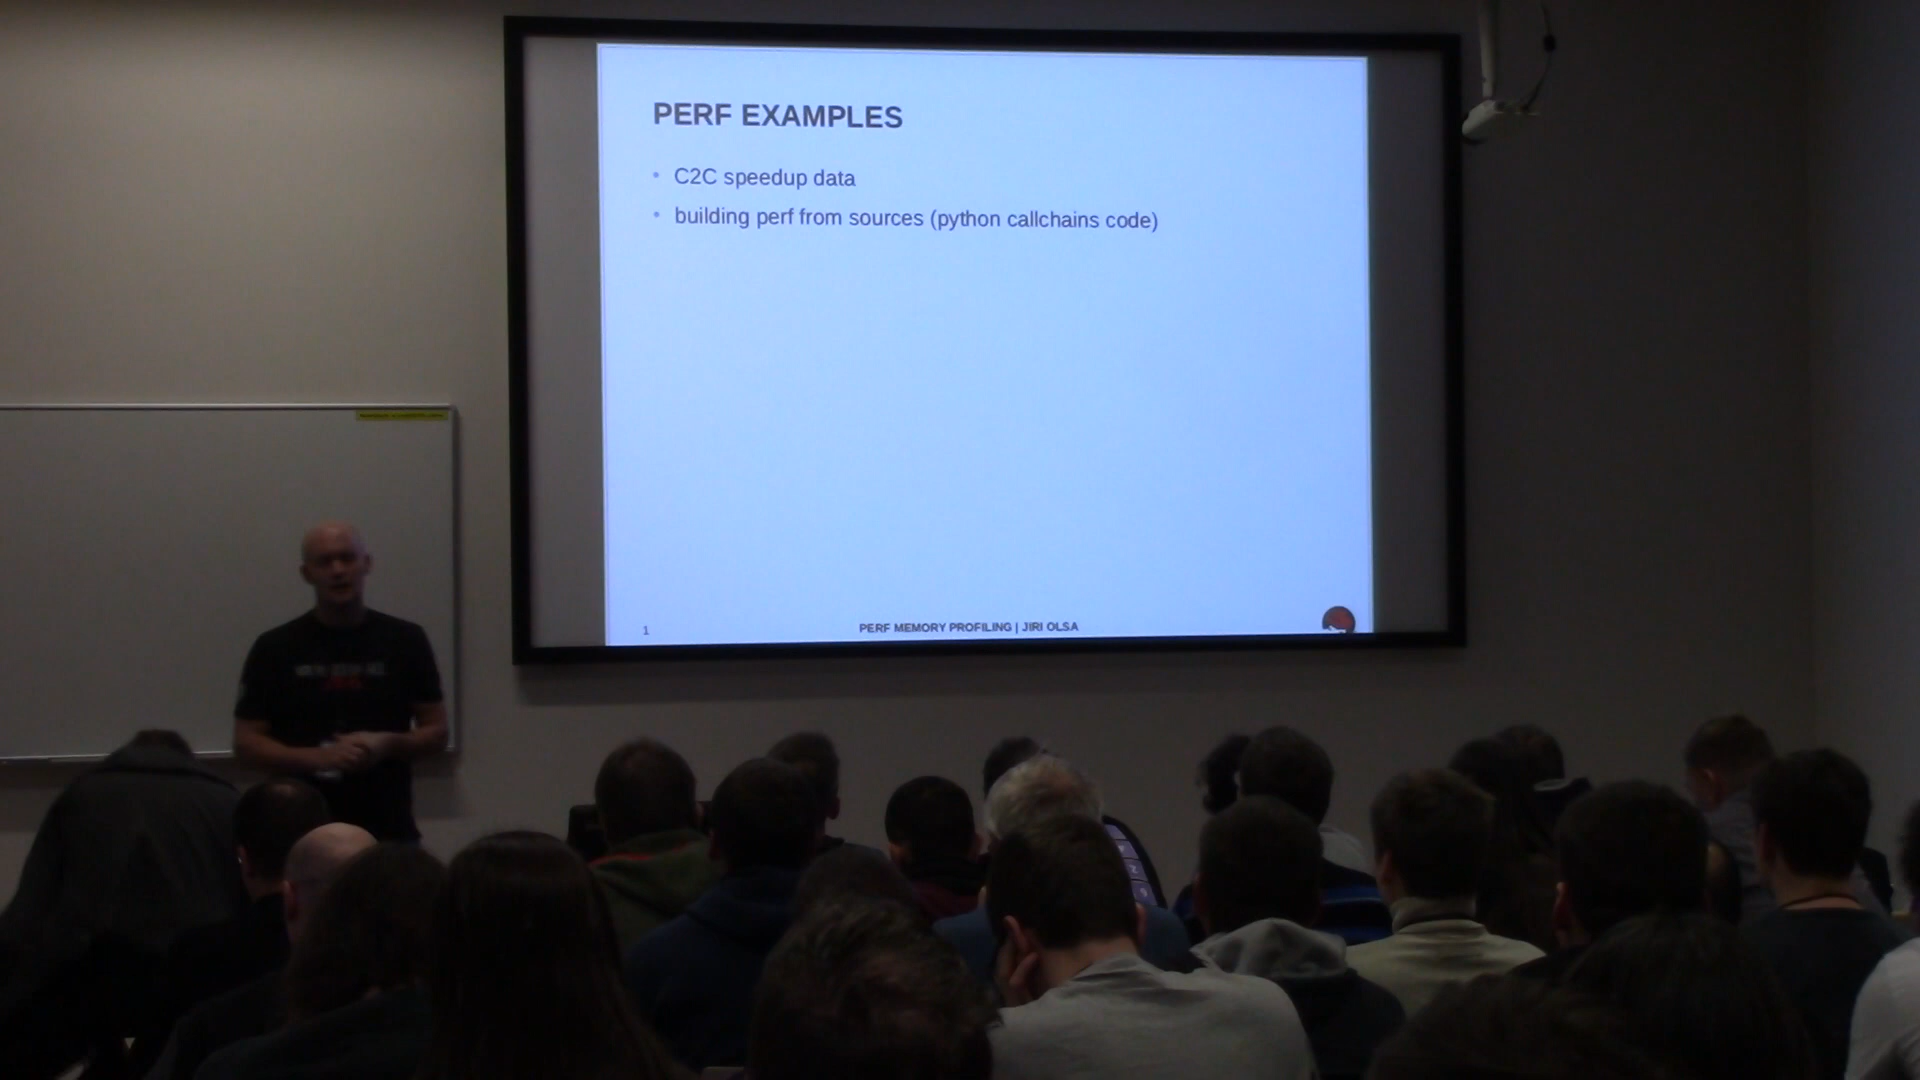 PERF EXAMPLES
• C2C speedup data
• building perf from sources (python callchains code)
1
PERF MEMORY PROFILING | JIRI OLSA